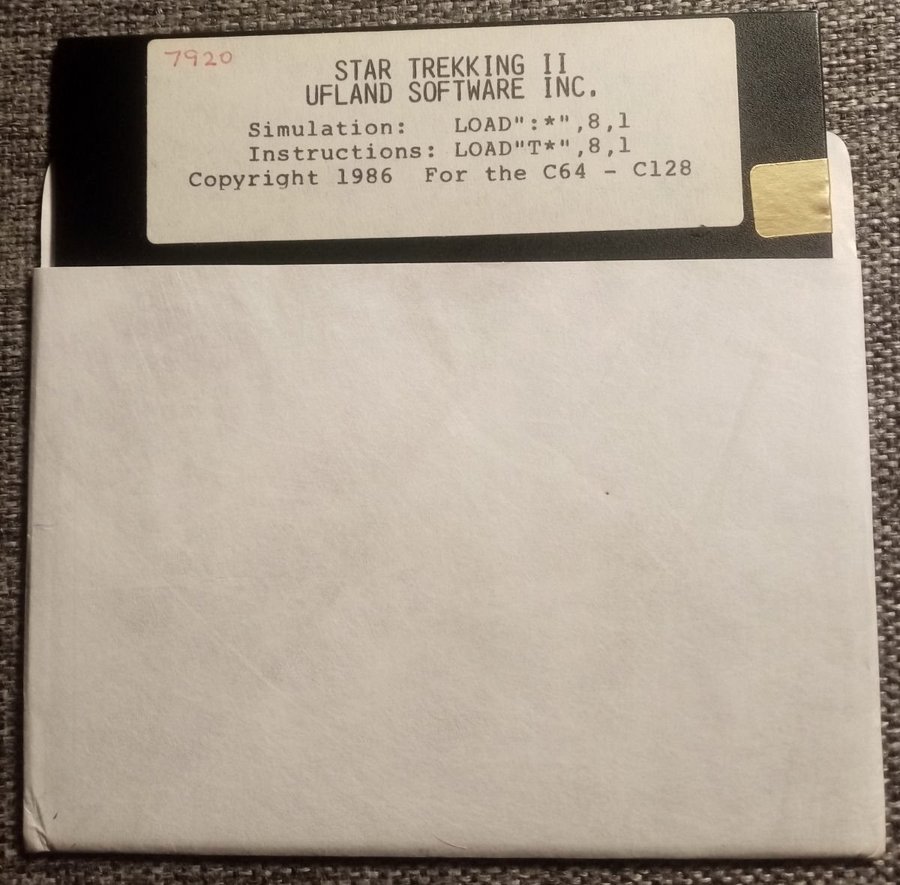 7920
STAR TREKKING II
UFLAND SOFTWARE INC.
Simulation: LOAD":*",8,1
Instructions: LOAD"T*",8,1
Copyright 1986 For the C64 - C128